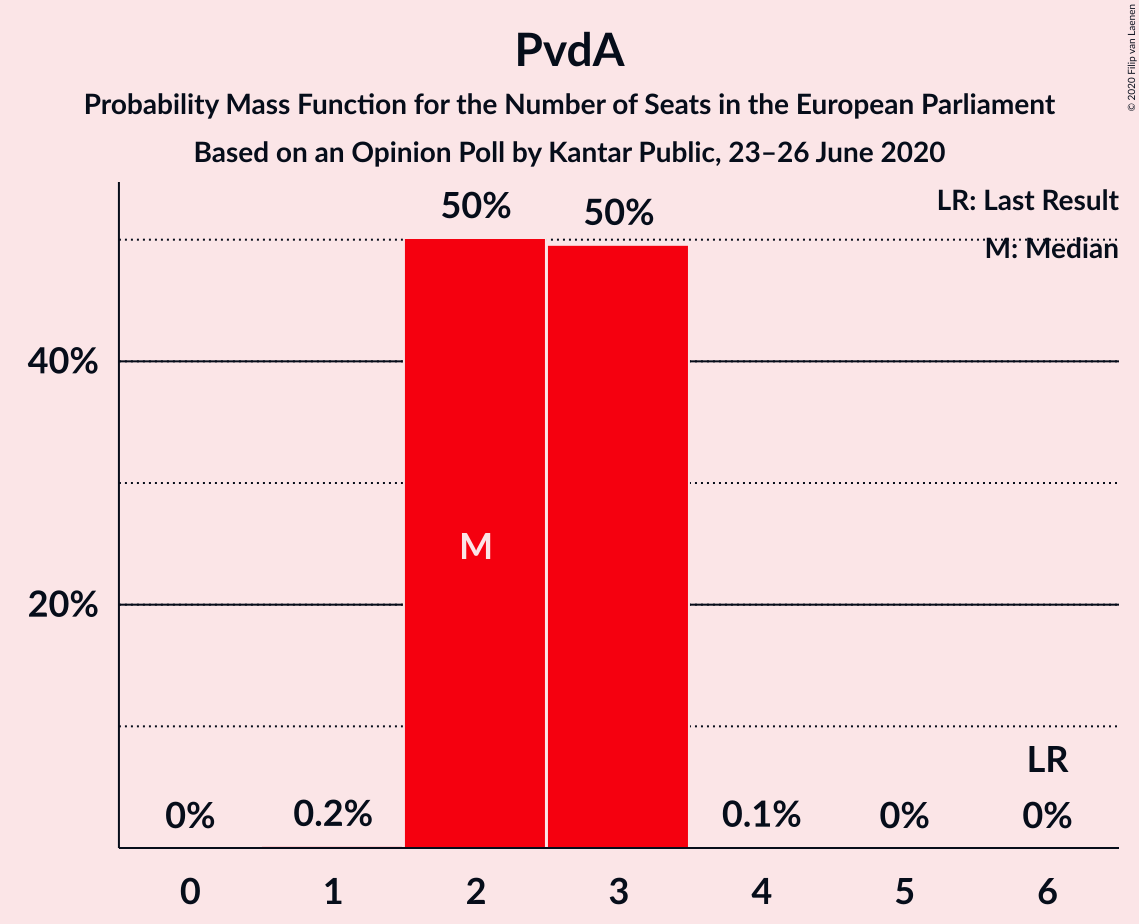 PvdA
Probability Mass Function for the Number of Seats in the European Parliament
Based on an Opinion Poll by Kantar Public, 23–26 June 2020
© 2020 Filip van Laenen
LR: Last Result
M: Median
50%
50%
40%
M
20%
LR
0%
0.2%
0.1%
0%
0%
0
1
2
3
4
5
6